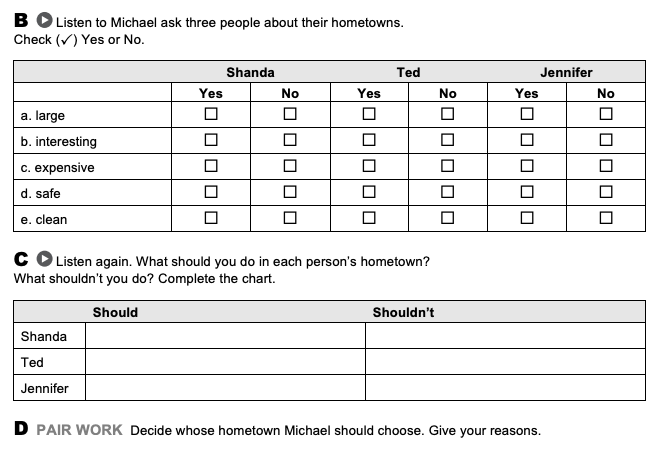 B Listen to Michael ask three people about their hometowns.
Check (✓) Yes or No.
Shanda Ted Jennifer
Yes No Yes No Yes No
a. large
b. interesting
c. expensive
d. safe
e. clean
C Listen again. What should you do in each person’s hometown?
What shouldn’t you do? Complete the chart.
Should Shouldn’t
Shanda
Ted
Jennifer
D PAIR WORK Decide whose hometown Michael should choose. Give your reasons.